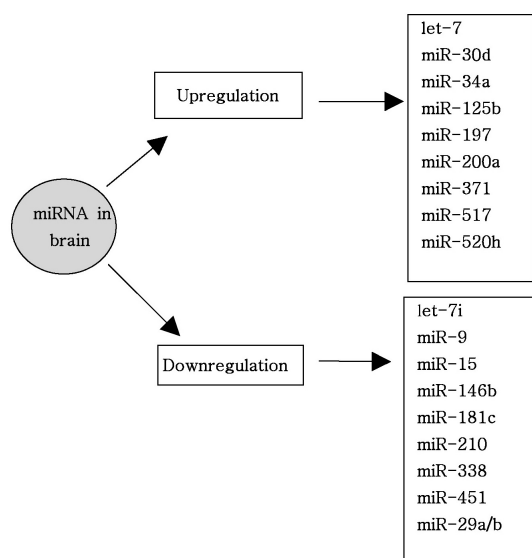 miRNA in
brain
Upregulation
let-7
miR-30d
miR-34a
miR-125b
miR-197
miR-200a
miR-371
miR-517
miR-520h
Downregulation
let-7i
miR-9
miR-15
miR-146b
miR-181c
miR-210
miR-338
miR-451
miR-29a/b